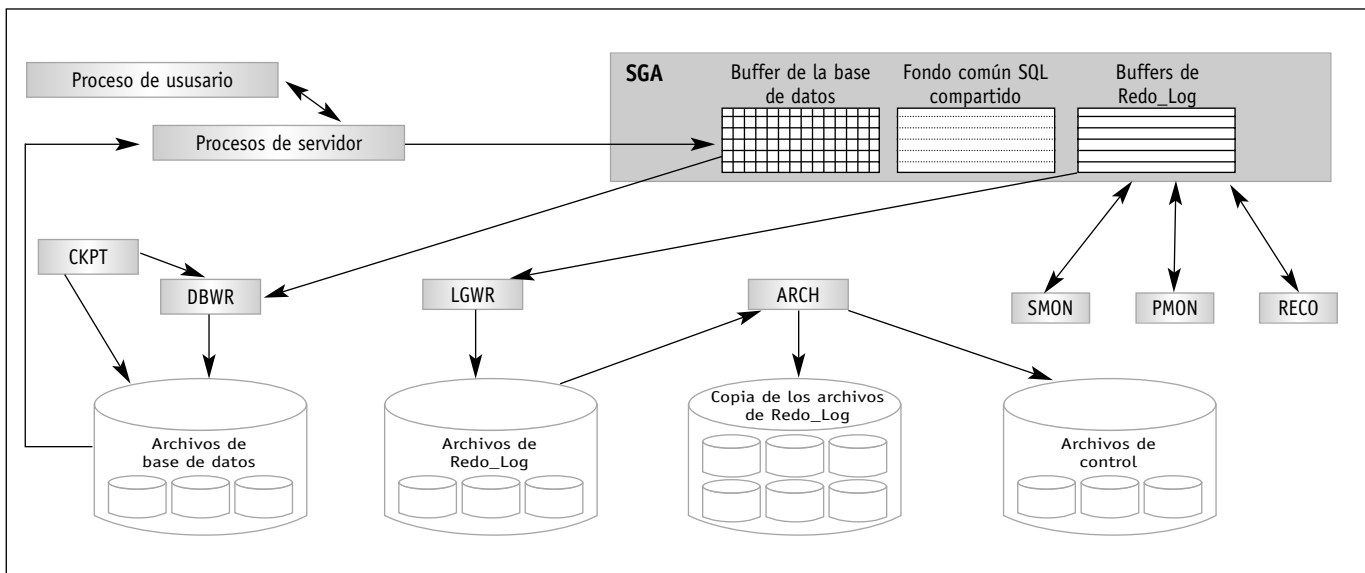 Proceso de ususario
Procesos de servidor
SGA
Buffer de la base
de datos
Fondo común SQL
compartido
Buffers de
Redo_Log
CKPT
DBWR
LGWR
ARCH
SMON
PMON
RECO
Archivos de
base de datos
Archivos de
Redo_Log
Copia de los archivos
de Redo_Log
Archivos de
control